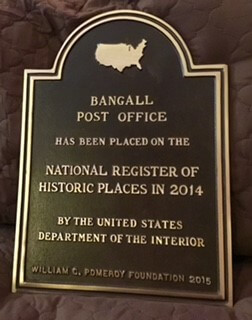 BANGALL
POST OFFICE
HAS BEEN PLACED ON THE
NATIONAL REGISTER OF
HISTORIC PLACES IN 2014
BY THE UNITED STATES
DEPARTMENT OF THE INTERIOR
WILLIAM C. POMEROY FOUNDATION 2015